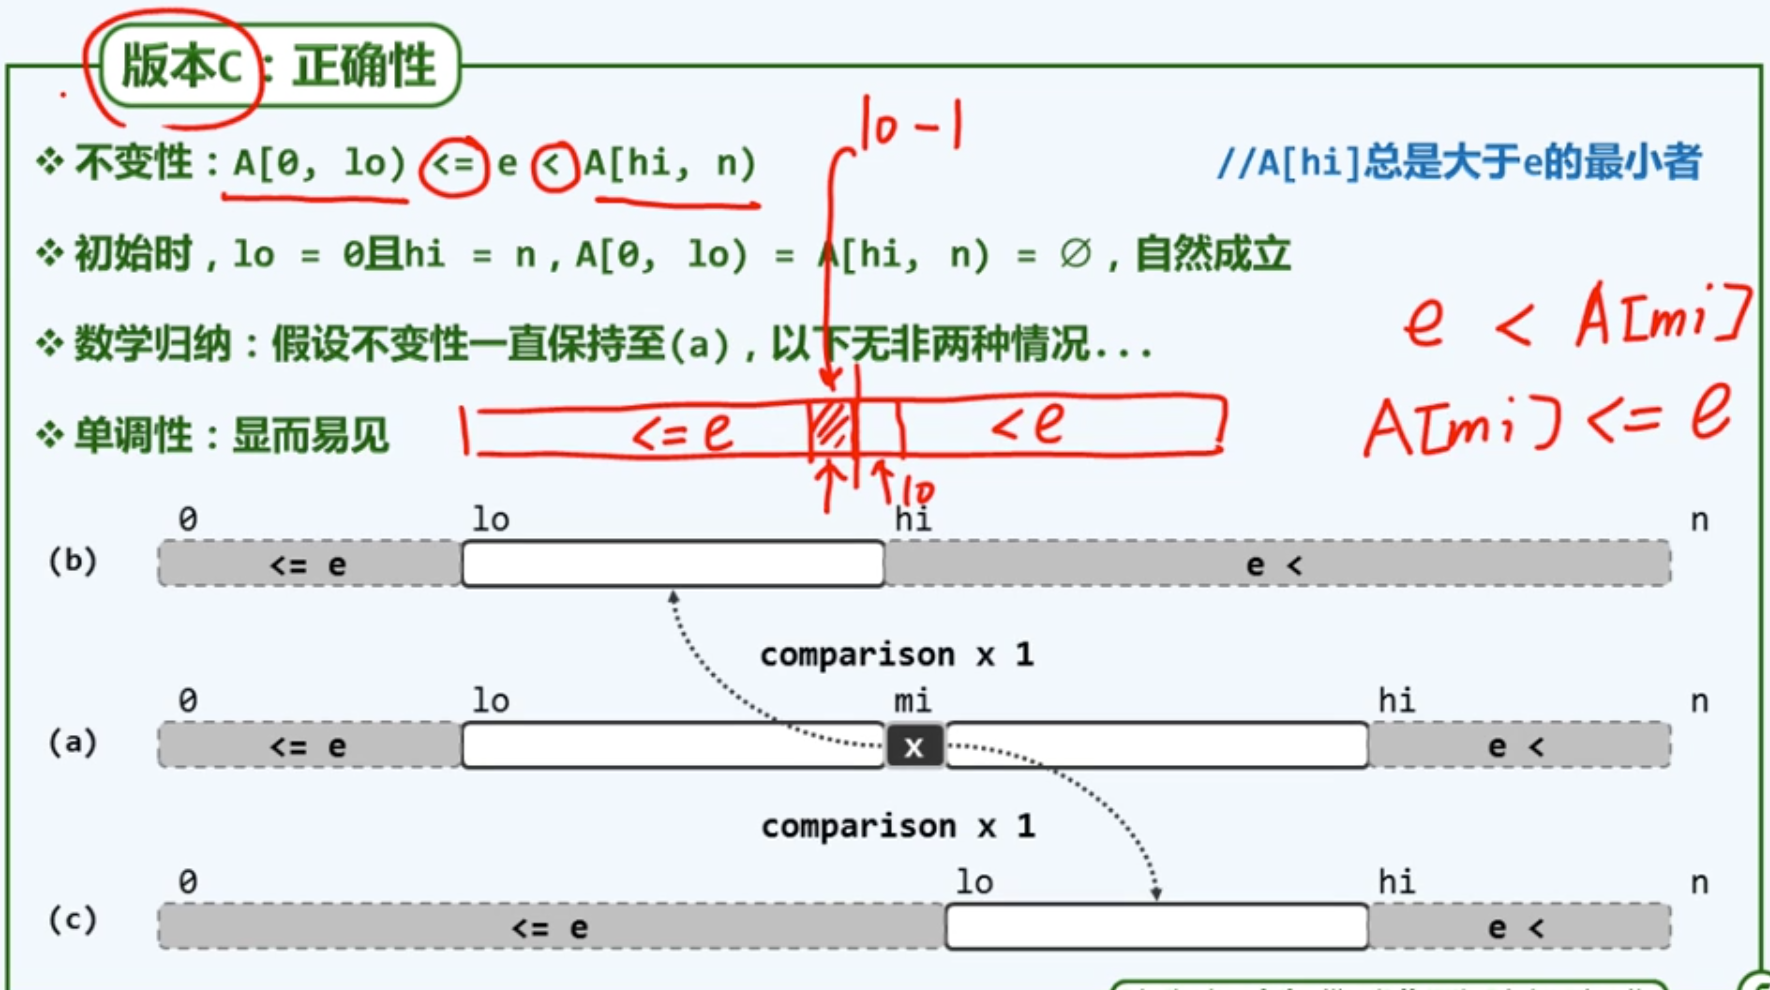 版本C：正确性
lo-1
❖ 不变性：A[0, lo) <= e < A[hi, n) //A[hi]总是大于e的最小者
❖ 初始时，lo = 0且hi = n，A[0, lo) = A[hi, n) = ∅，自然成立
e < A[mi]
❖ 数学归纳：假设不变性一直保持至(a)，以下无非两种情况...
A[mi] <= e
❖ 单调性：显而易见 <= e < e
lo
0 lo hi n
(b) <= e e <
comparison x 1
0 lo mi hi n
(a) <= e x e <
comparison x 1
0 lo hi n
(c) <= e e <